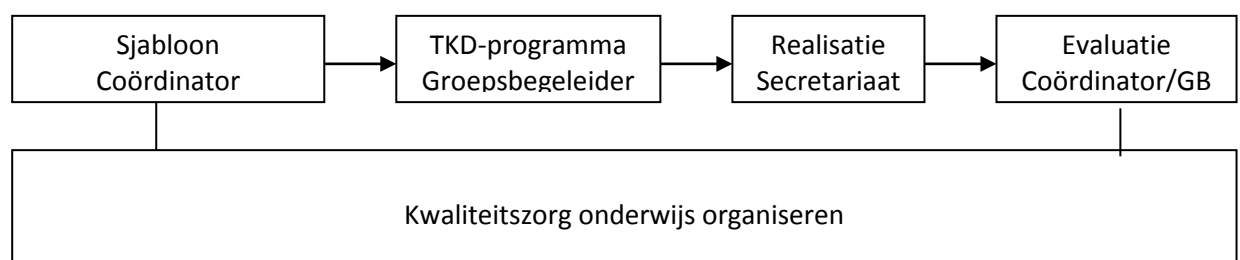 Sjabloon
Coördinator
TKD-programma
Groepsbegeleider
Realisatie
Secretariaat
Evaluatie
Coördinator/GB
Kwaliteitszorg onderwijs organiseren